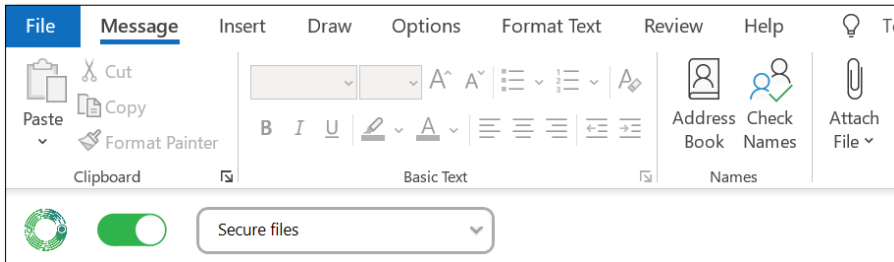 File Message Insert Draw Options Format Text Review Help
Cut
Copy
Format Painter
Paste
Clipboard
B I U A
Basic Text
Address Book
Check Names
Names
Attach File
Secure files